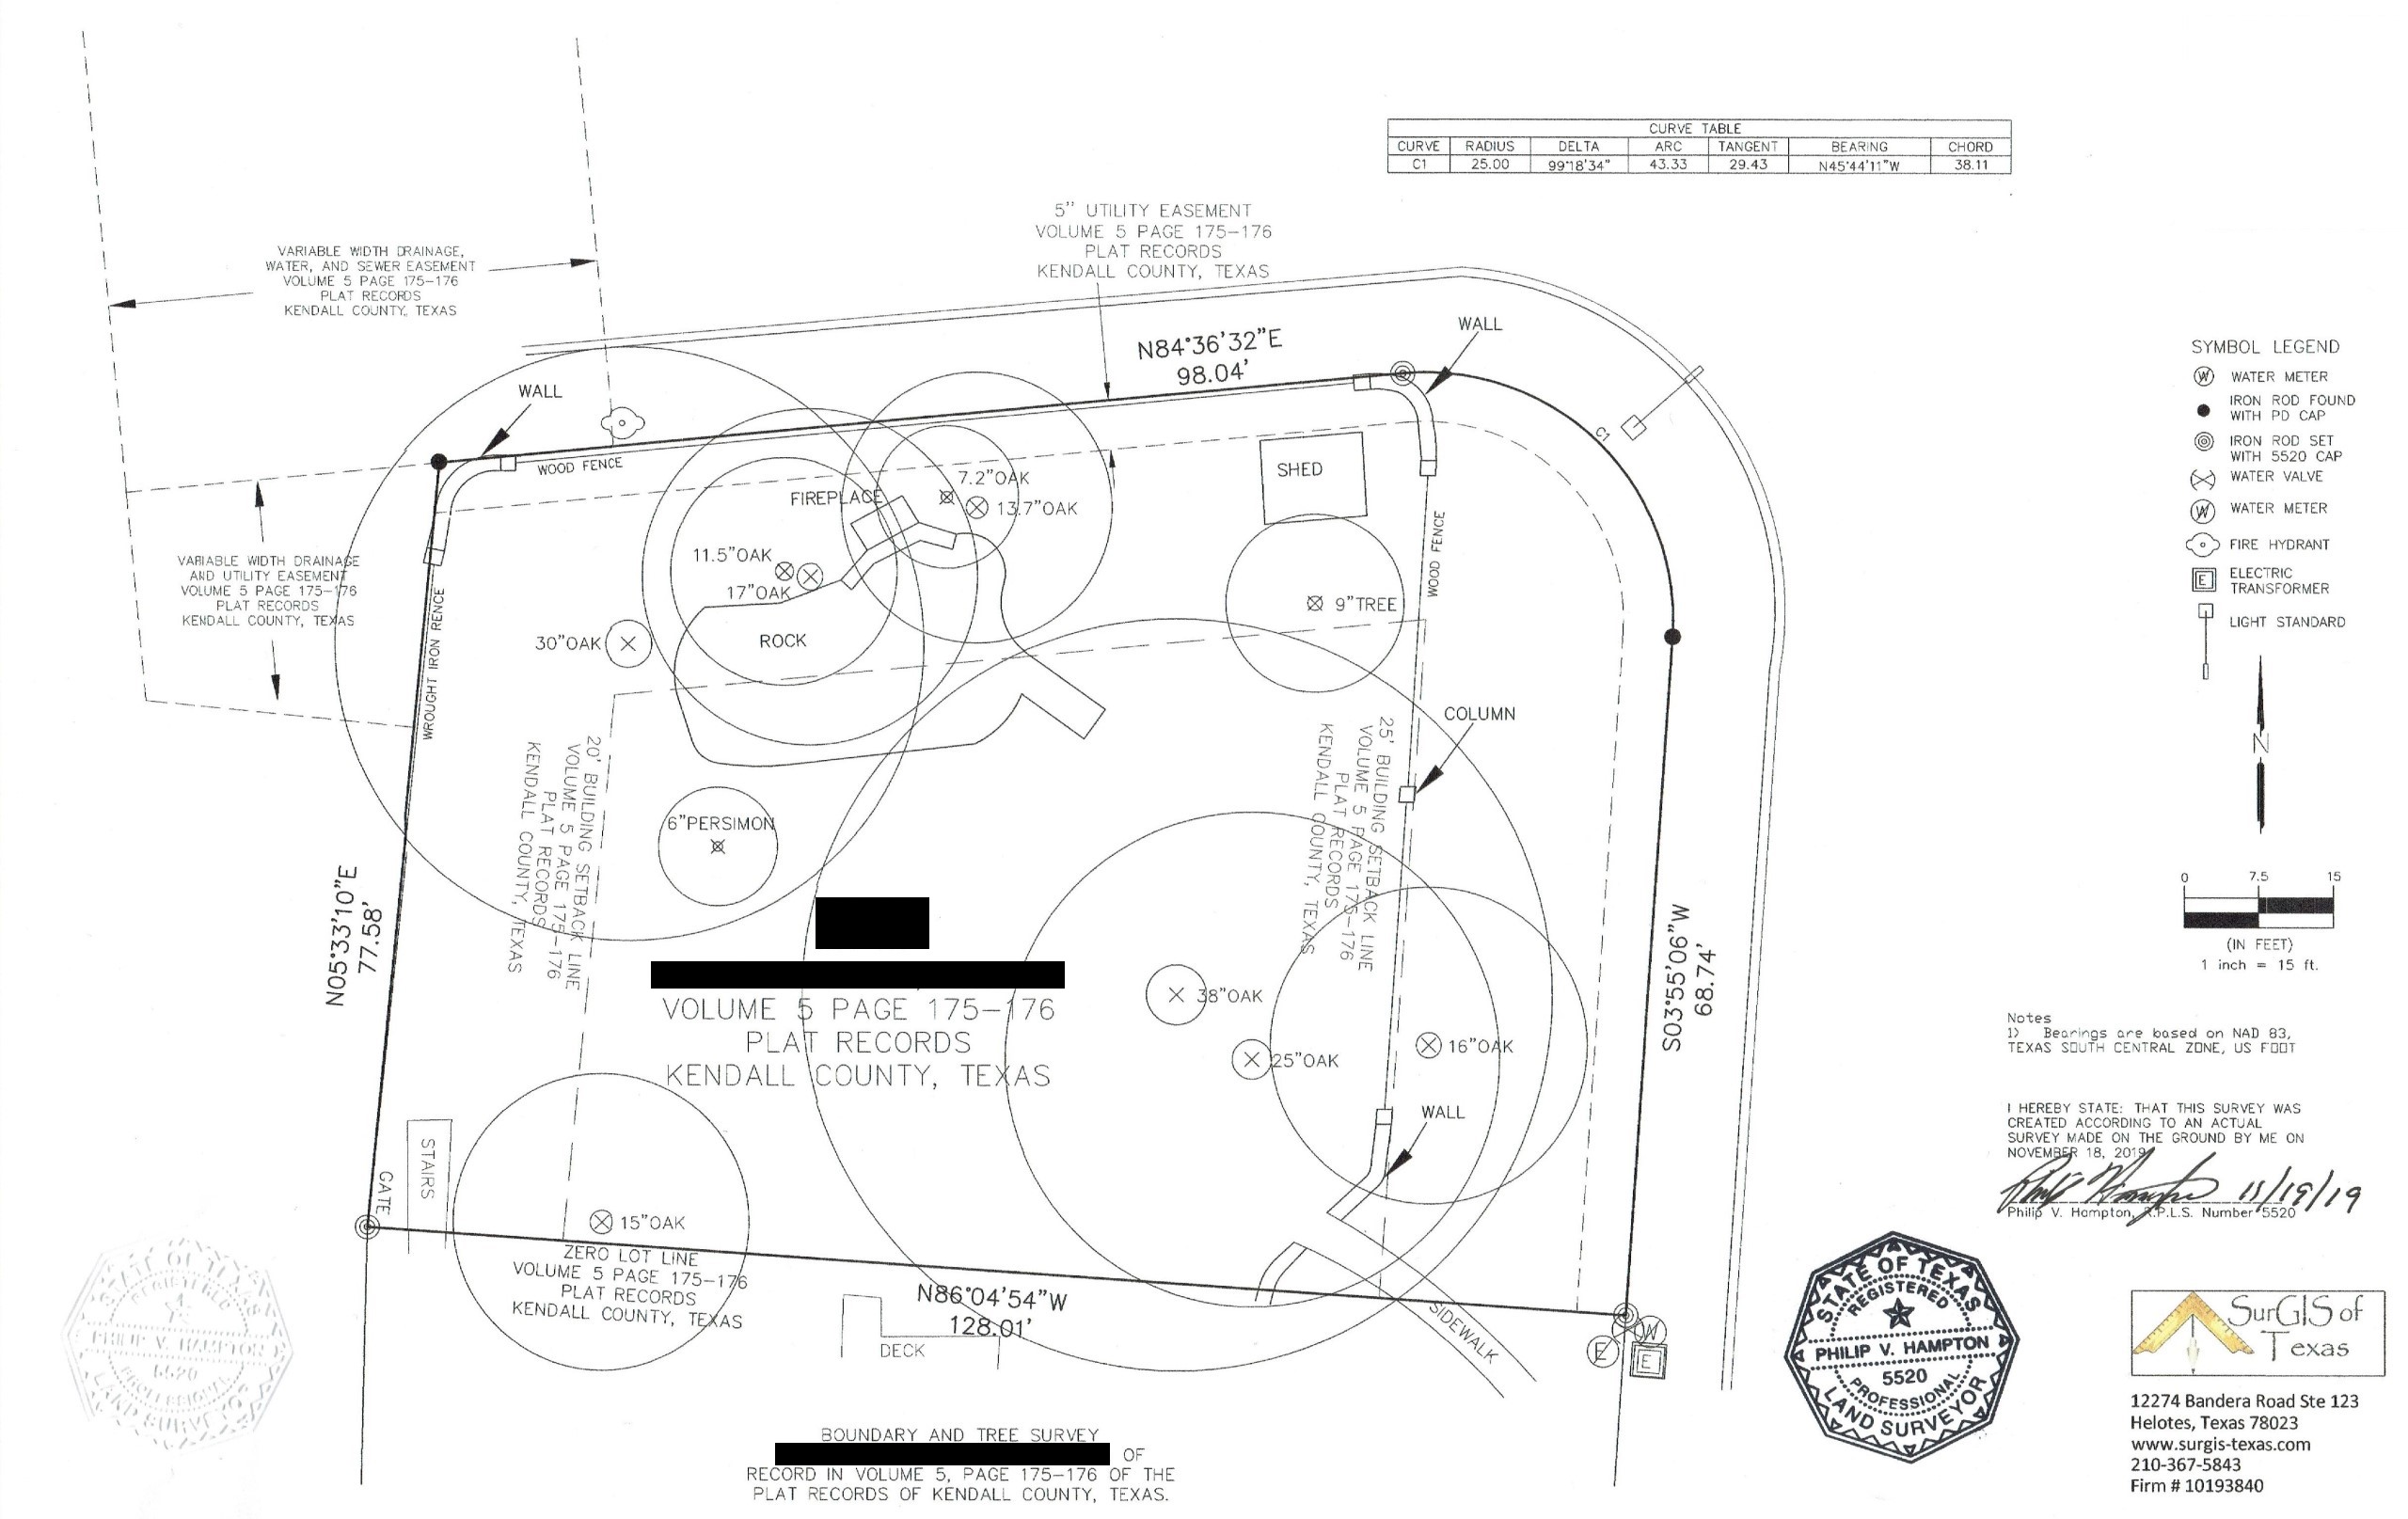 CURVE TABLE
CURVE RADIUS DELTA ARC TANGENT BEARING CHORD
C1 25.00 99°18'34" 43.33 29.43 N45°44'11"W 38.11
5" UTILITY EASEMENT
VOLUME 5 PAGE 175-176
PLAT RECORDS
KENDALL COUNTY, TEXAS
VARIABLE WIDTH DRAINAGE,
WATER, AND SEWER EASEMENT
VOLUME 5 PAGE 175-176
PLAT RECORDS
KENDALL COUNTY, TEXAS
N84°36'32"E
98.04'
WALL
WALL
C1
WOOD FENCE
FIREPLACE
7.2"OAK
13.7"OAK
SHED
11.5"OAK
17"OAK
WOOD FENCE
9"TREE
VARIABLE WIDTH DRAINAGE
AND UTILITY EASEMENT
VOLUME 5 PAGE 175-176
PLAT RECORDS
KENDALL COUNTY, TEXAS
WROUGHT IRON RENCE
30"OAK
ROCK
COLUMN
20' BUILDING SETBACK LINE
VOLUME 5 PAGE 175-176
PLAT RECORDS
KENDALL COUNTY, TEXAS
25' BUILDING SETBACK LINE
VOLUME 5 PAGE 175-176
PLAT RECORDS
KENDALL COUNTY, TEXAS
6"PERSIMON
N05°33'10"E
77.58'
VOLUME 5 PAGE 175-176
PLAT RECORDS
KENDALL COUNTY, TEXAS
38"OAK
25"OAK
16"OAK
S03°55'06"W
68.74'
WALL
GATE
STAIRS
15"OAK
ZERO LOT LINE
VOLUME 5 PAGE 175-176
PLAT RECORDS
KENDALL COUNTY, TEXAS
N86°04'54"W
128.01'
DECK
SIDEWALK
W
E
E
BOUNDARY AND TREE SURVEY
OF
RECORD IN VOLUME 5, PAGE 175-176 OF THE
PLAT RECORDS OF KENDALL COUNTY, TEXAS.
SYMBOL LEGEND
W WATER METER
IRON ROD FOUND
WITH PD CAP
IRON ROD SET
WITH 5520 CAP
WATER VALVE
W WATER METER
FIRE HYDRANT
E ELECTRIC
TRANSFORMER
LIGHT STANDARD
N
0 7.5 15
(IN FEET)
1 inch = 15 ft.
Notes
1) Bearings are based on NAD 83,
TEXAS SOUTH CENTRAL ZONE, US FOOT
I HEREBY STATE: THAT THIS SURVEY WAS
CREATED ACCORDING TO AN ACTUAL
SURVEY MADE ON THE GROUND BY ME ON
NOVEMBER 18, 2019
11/19/19
Philip V. Hampton, R.P.L.S. Number 5520
STATE OF TEXAS
REGISTERED
PHILIP V. HAMPTON
5520
PROFESSIONAL
LAND SURVEYOR
STATE OF TEXAS
REGISTERED
PHILIP V. HAMPTON
5520
PROFESSIONAL
LAND SURVEYOR
SurGIS of
Texas
12274 Bandera Road Ste 123
Helotes, Texas 78023
www.surgis-texas.com
210-367-5843
Firm # 10193840